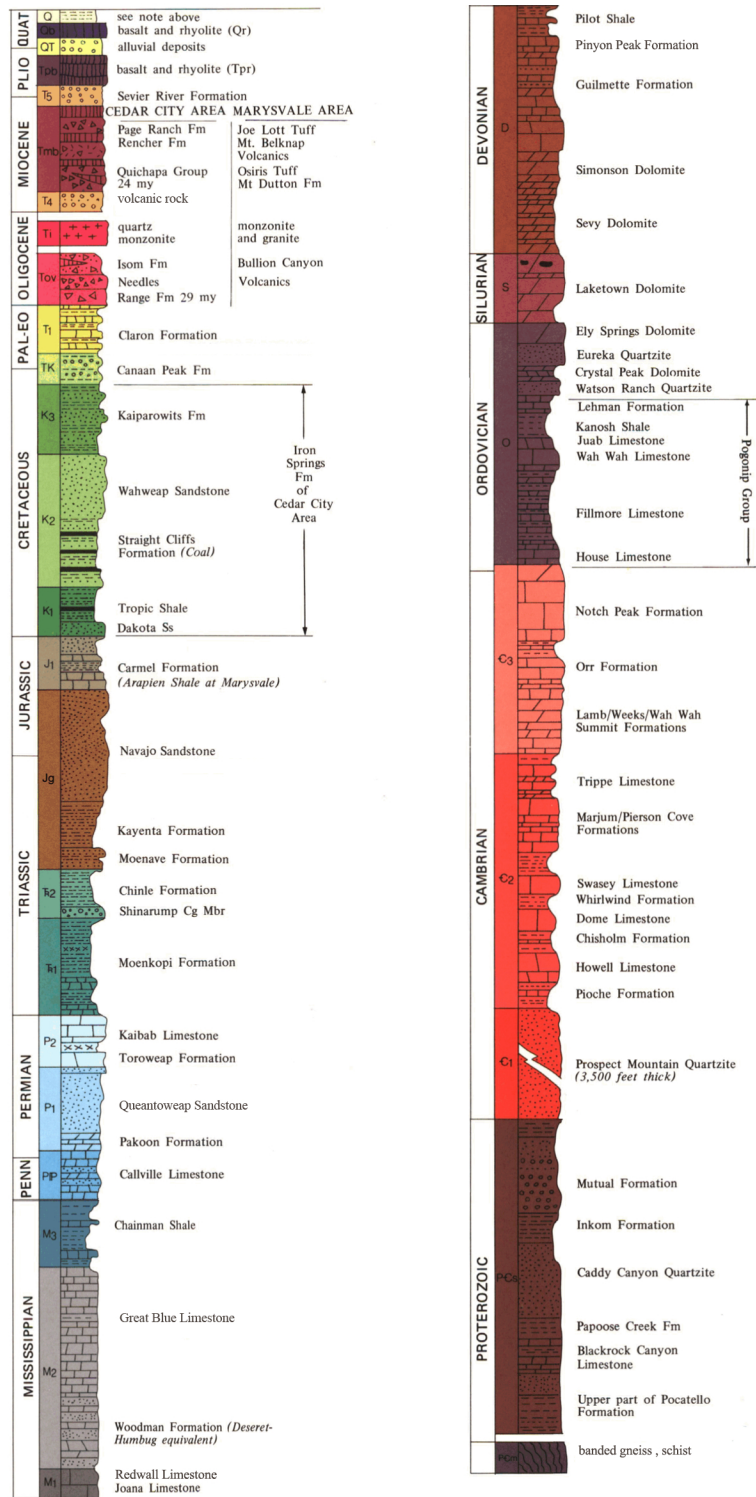 QUAT
Q
see note above
Qb
basalt and rhyolite (Qr)
QT
alluvial deposits
PLIO
Tpb
basalt and rhyolite (Tpr)
T5
Sevier River Formation
CEDAR CITY AREA MARYSVALE AREA
MIOCENE
Tmb
Page Ranch Fm
Rencher Fm
Joe Lott Tuff
Mt. Belknap
Volcanics
Quichapa Group
24 my
Osiris Tuff
Mt Dutton Fm
T4
volcanic rock
OLIGOCENE
Ti
quartz
monzonite
monzonite
and granite
Tov
Isom Fm
Needles
Range Fm 29 my
Bullion Canyon
Volcanics
PAL-EO
T1
Claron Formation
TK
Canaan Peak Fm
CRETACEOUS
K3
Kaiparowits Fm
Iron
Springs
Fm
of
Cedar City
Area
K2
Wahweap Sandstone
Straight Cliffs
Formation (Coal)
K1
Tropic Shale
Dakota Ss
JURASSIC
J1
Carmel Formation
(Arapien Shale at Marysvale)
Jg
Navajo Sandstone
TRIASSIC
Kayenta Formation
Moenave Formation
Ꞧ2
Chinle Formation
Shinarump Cg Mbr
Ꞧ1
Moenkopi Formation
PERMIAN
P2
Kaibab Limestone
Toroweap Formation
P1
Queantoweap Sandstone
Pakoon Formation
PENN
PIP
Callville Limestone
MISSISSIPPIAN
M3
Chainman Shale
M2
Great Blue Limestone
Woodman Formation (Deseret-
Humbug equivalent)
M1
Redwall Limestone
Joana Limestone
DEVONIAN
D
Pilot Shale
Pinyon Peak Formation
Guilmette Formation
Simonson Dolomite
Sevy Dolomite
SILURIAN
S
Laketown Dolomite
ORDOVICIAN
O
Ely Springs Dolomite
Eureka Quartzite
Crystal Peak Dolomite
Watson Ranch Quartzite
Lehman Formation
Kanosh Shale
Juab Limestone
Wah Wah Limestone
Fillmore Limestone
House Limestone
Pogonip Group
CAMBRIAN
Ꞓ3
Notch Peak Formation
Orr Formation
Lamb/Weeks/Wah Wah
Summit Formations
Ꞓ2
Trippe Limestone
Marjum/Pierson Cove
Formations
Swasey Limestone
Whirlwind Formation
Dome Limestone
Chisholm Formation
Howell Limestone
Pioche Formation
Ꞓ1
Prospect Mountain Quartzite
(3,500 feet thick)
PROTEROZOIC
PCs
Mutual Formation
Inkom Formation
Caddy Canyon Quartzite
Papoose Creek Fm
Blackrock Canyon
Limestone
Upper part of Pocatello
Formation
PCm
banded gneiss , schist